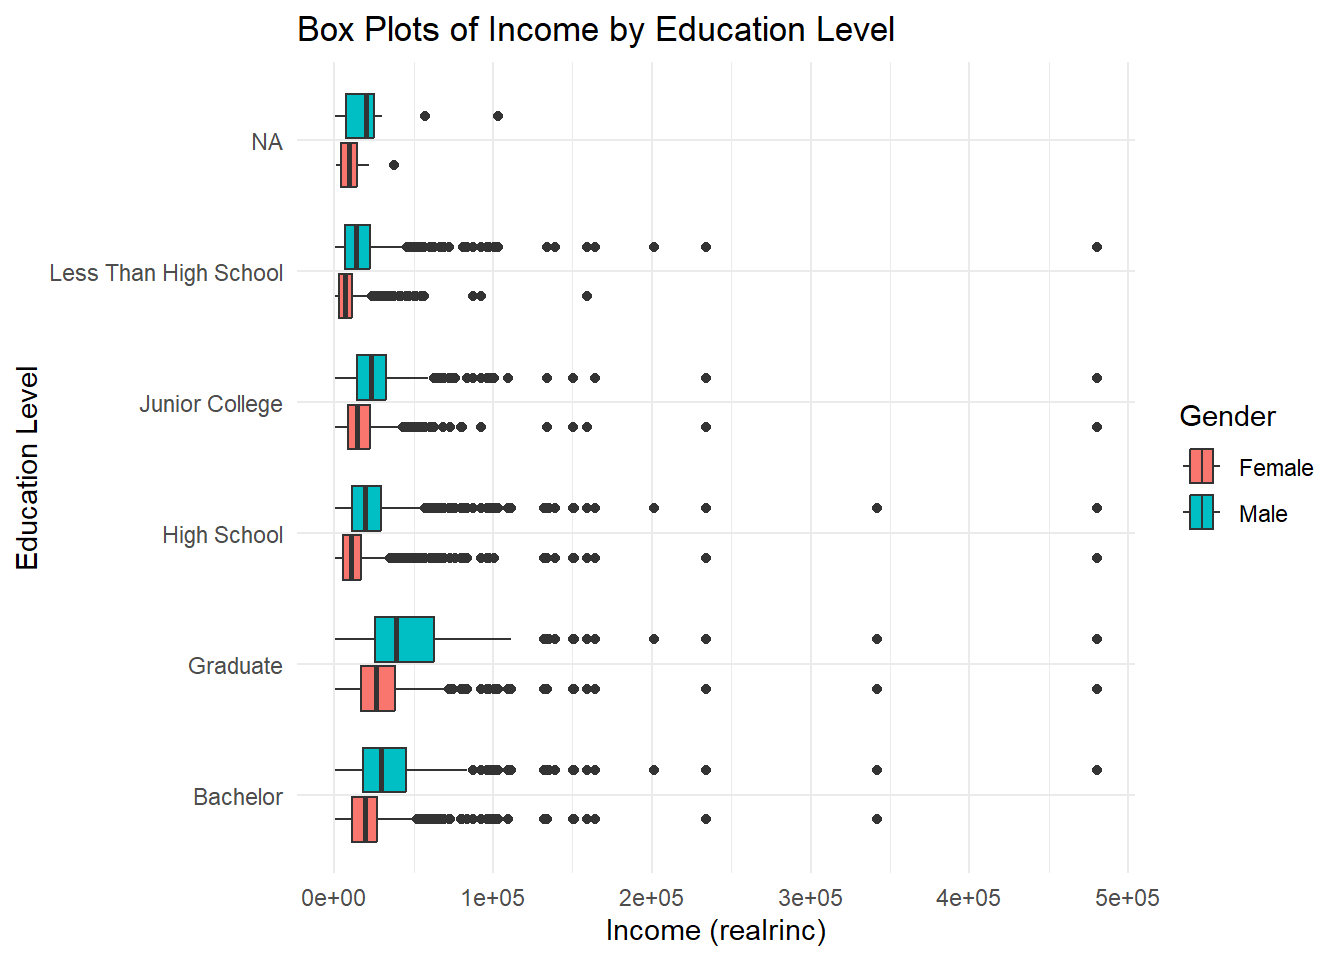 Box Plots of Income by Education Level
NA
Less Than High School
Junior College
High School
Graduate
Bachelor
Education Level
0e+00 1e+05 2e+05 3e+05 4e+05 5e+05
Income (realrinc)
Gender
Female
Male